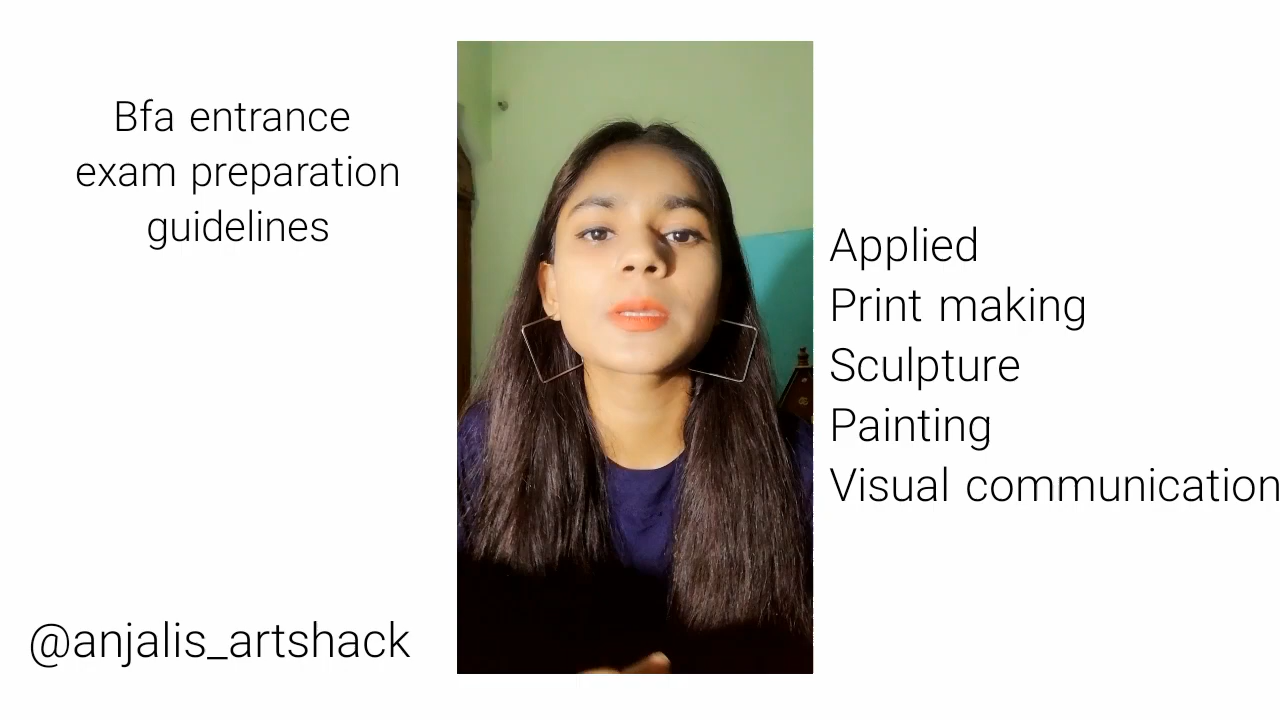 Bfa entrance
exam preparation
guidelines
Applied
Print making
Sculpture
Painting
Visual communication
@anjalis_artshack